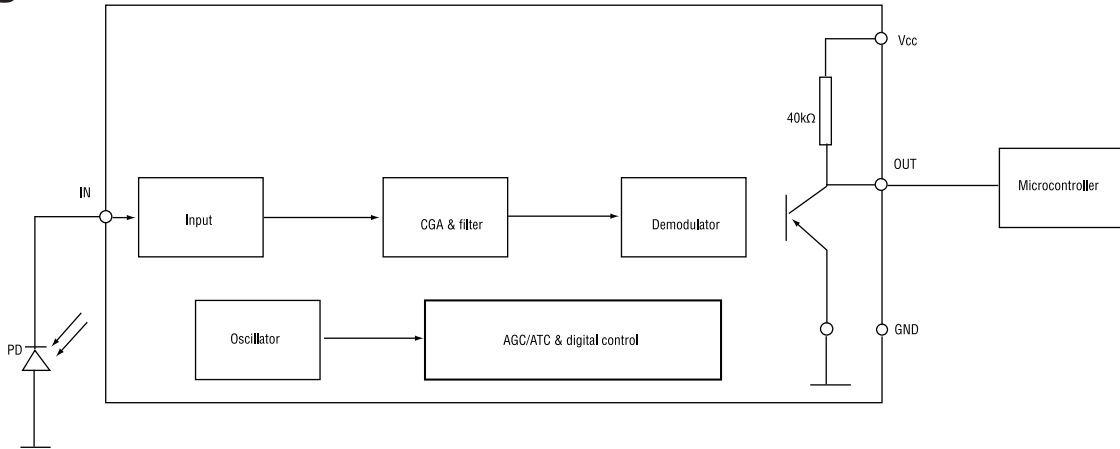 Vcc
40kΩ
OUT
IN
Microcontroller
Input
CGA & filter
Demodulator
Oscillator
AGC/ATC & digital control
GND
PD